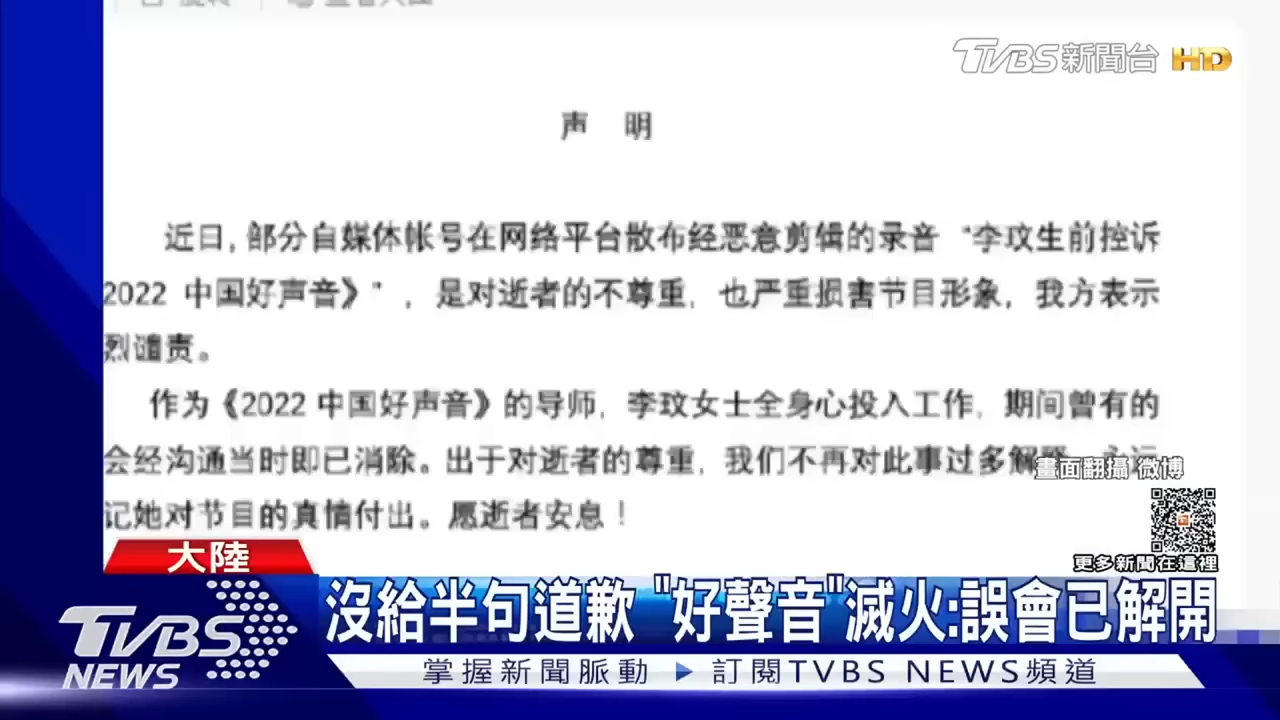 TVBS新聞台 HD
声 明
近日，部分自媒体帐号在网络平台散布经恶意剪辑的录音 “李玟生前控诉
2022 中国好声音》”，是对逝者的不尊重，也严重损害节目形象，我方表示
烈谴责。
作为《2022 中国好声音》的导师，李玟女士全身心投入工作，期间曾有的
会经沟通当时即已消除。出于对逝者的尊重，我们不再对此事过多解
畫面翻攝 微博
记她对节目的真情付出。愿逝者安息！
更多新聞在這裡
大陸
沒給半句道歉 "好聲音"滅火:誤會已解開
TVBS NEWS
掌握新聞脈動 ▶ 訂閱TVBS NEWS頻道